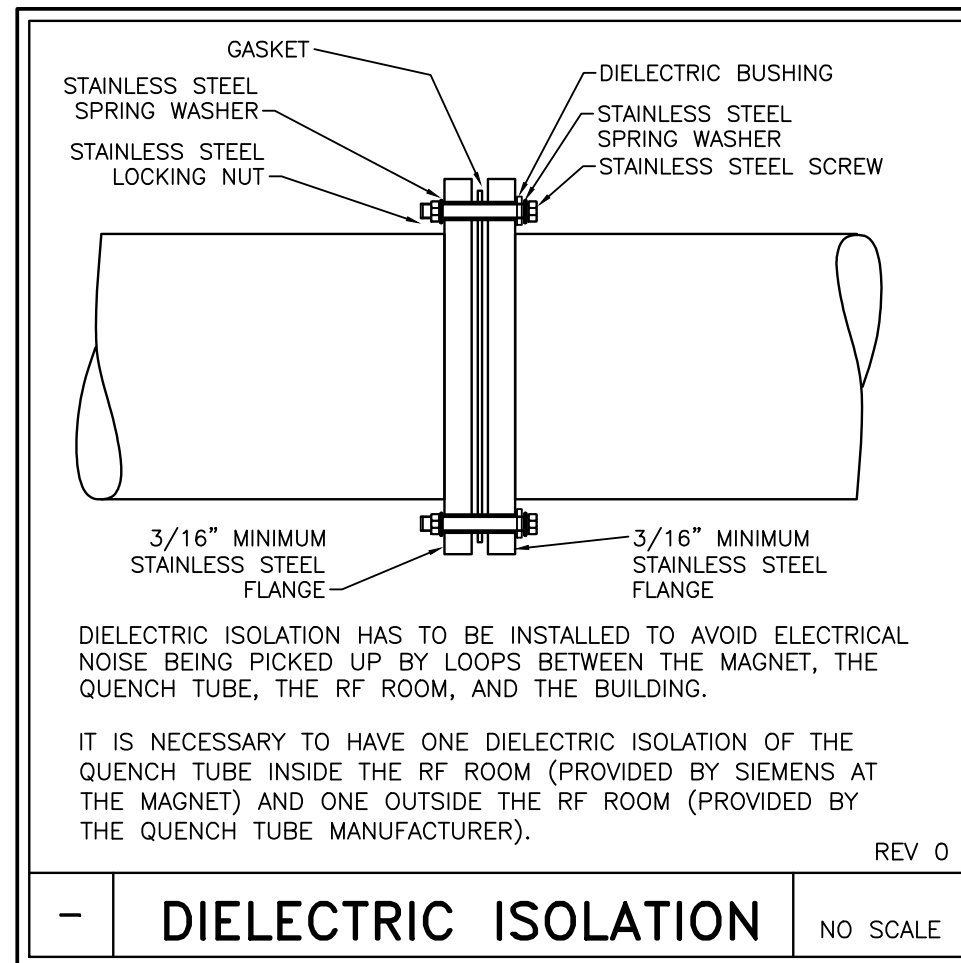 GASKET
STAINLESS STEEL
SPRING WASHER
STAINLESS STEEL
LOCKING NUT
DIELECTRIC BUSHING
STAINLESS STEEL
SPRING WASHER
STAINLESS STEEL SCREW
3/16” MINIMUM
STAINLESS STEEL
FLANGE
3/16” MINIMUM
STAINLESS STEEL
FLANGE
DIELECTRIC ISOLATION HAS TO BE INSTALLED TO AVOID ELECTRICAL
NOISE BEING PICKED UP BY LOOPS BETWEEN THE MAGNET, THE
QUENCH TUBE, THE RF ROOM, AND THE BUILDING.
IT IS NECESSARY TO HAVE ONE DIELECTRIC ISOLATION OF THE
QUENCH TUBE INSIDE THE RF ROOM (PROVIDED BY SIEMENS AT
THE MAGNET) AND ONE OUTSIDE THE RF ROOM (PROVIDED BY
THE QUENCH TUBE MANUFACTURER).
REV 0
-
DIELECTRIC ISOLATION
NO SCALE